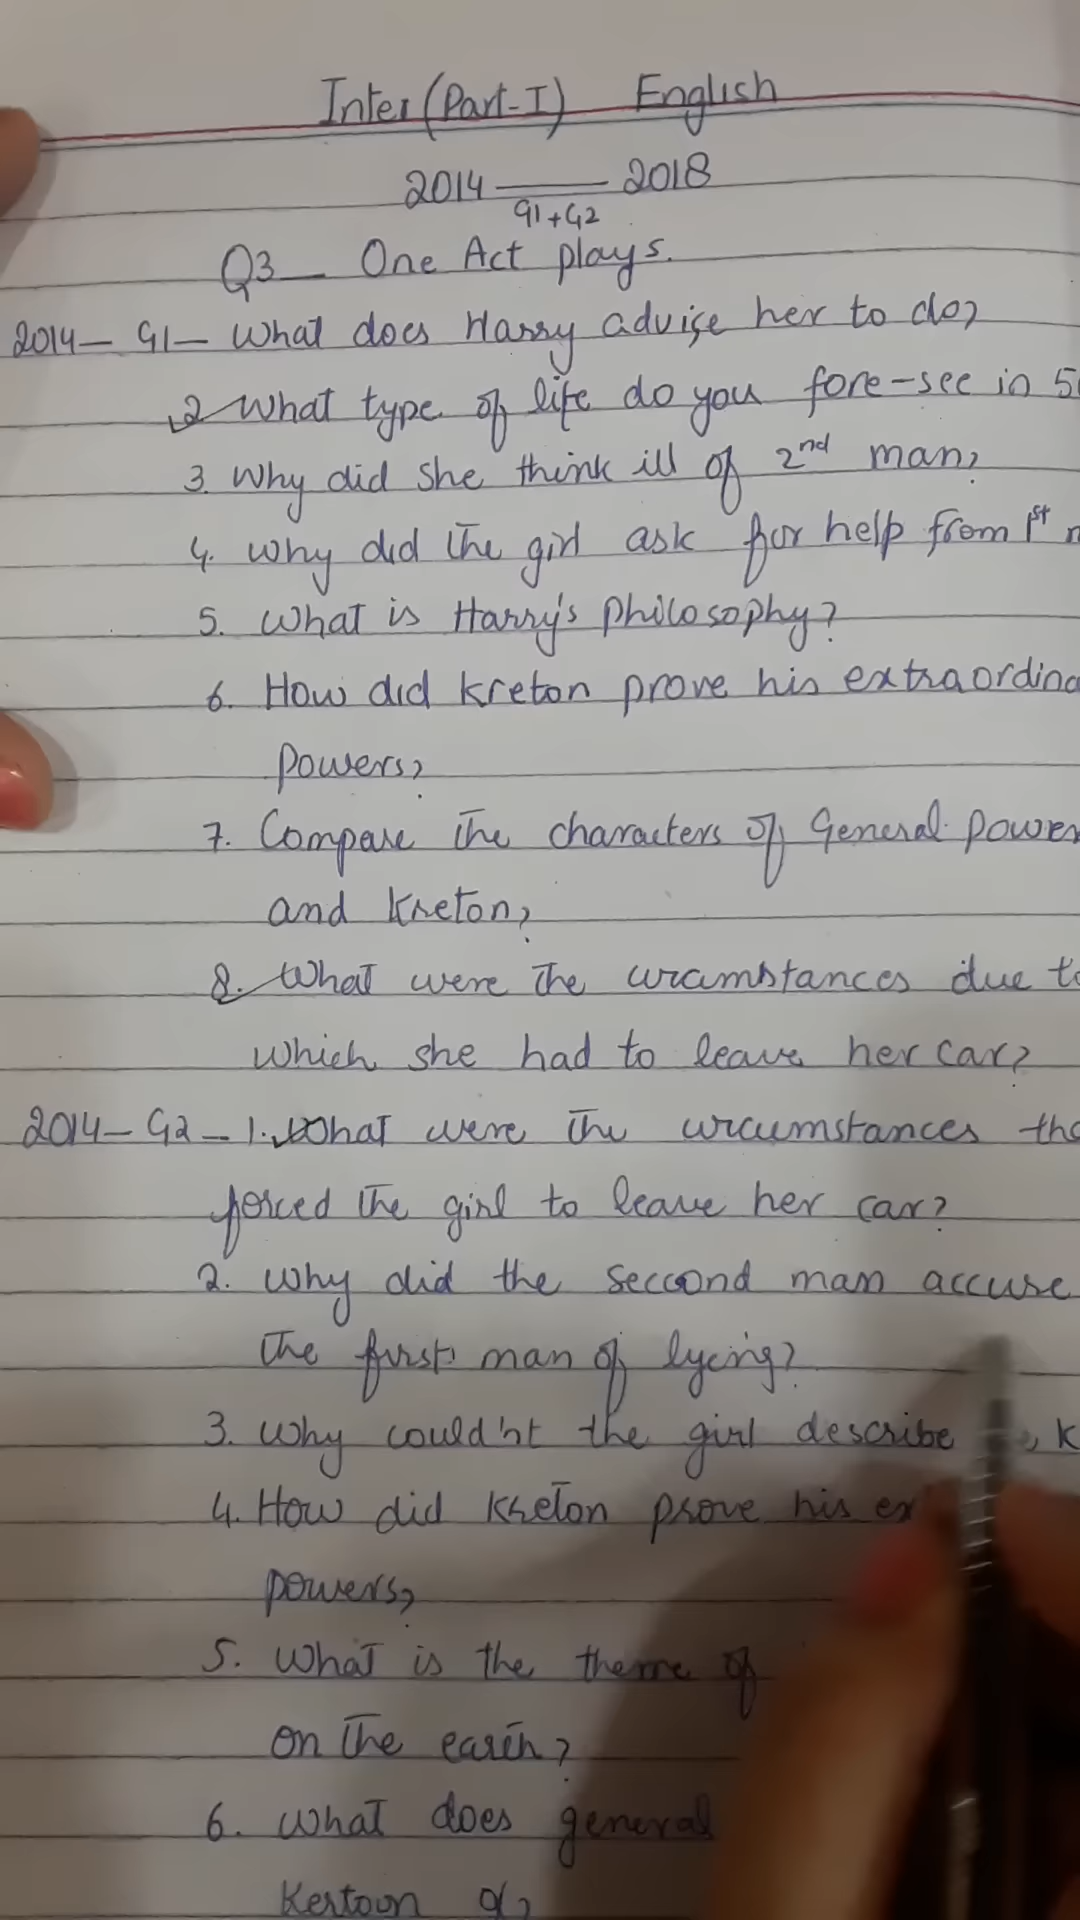 Inter (Part-I) English
2014 —— 2018
G1+G2
Q3 — One Act plays.
2014 — G1 — What does Harry advise her to do?
2 What type of life do you fore-see in
3. Why did she think ill of 2nd man?
4. Why did the girl ask for help from 1st
5. What is Harry's philosophy?
6. How did Kreton prove his
powers?
7. Compare the characters of General
and Kreton?
8. What were the circumstances due
which she had to leave her car?
2014 — G2 — 1. What were the circumstances
forced the girl to leave her car?
2. Why did the seccond man accuse
the first man of lycing?
3. Why could'nt the girl describe
4. How did Kreton prove his
powers?
5. What is the theme of
on the earth?
6. What does general
Kertoon of?